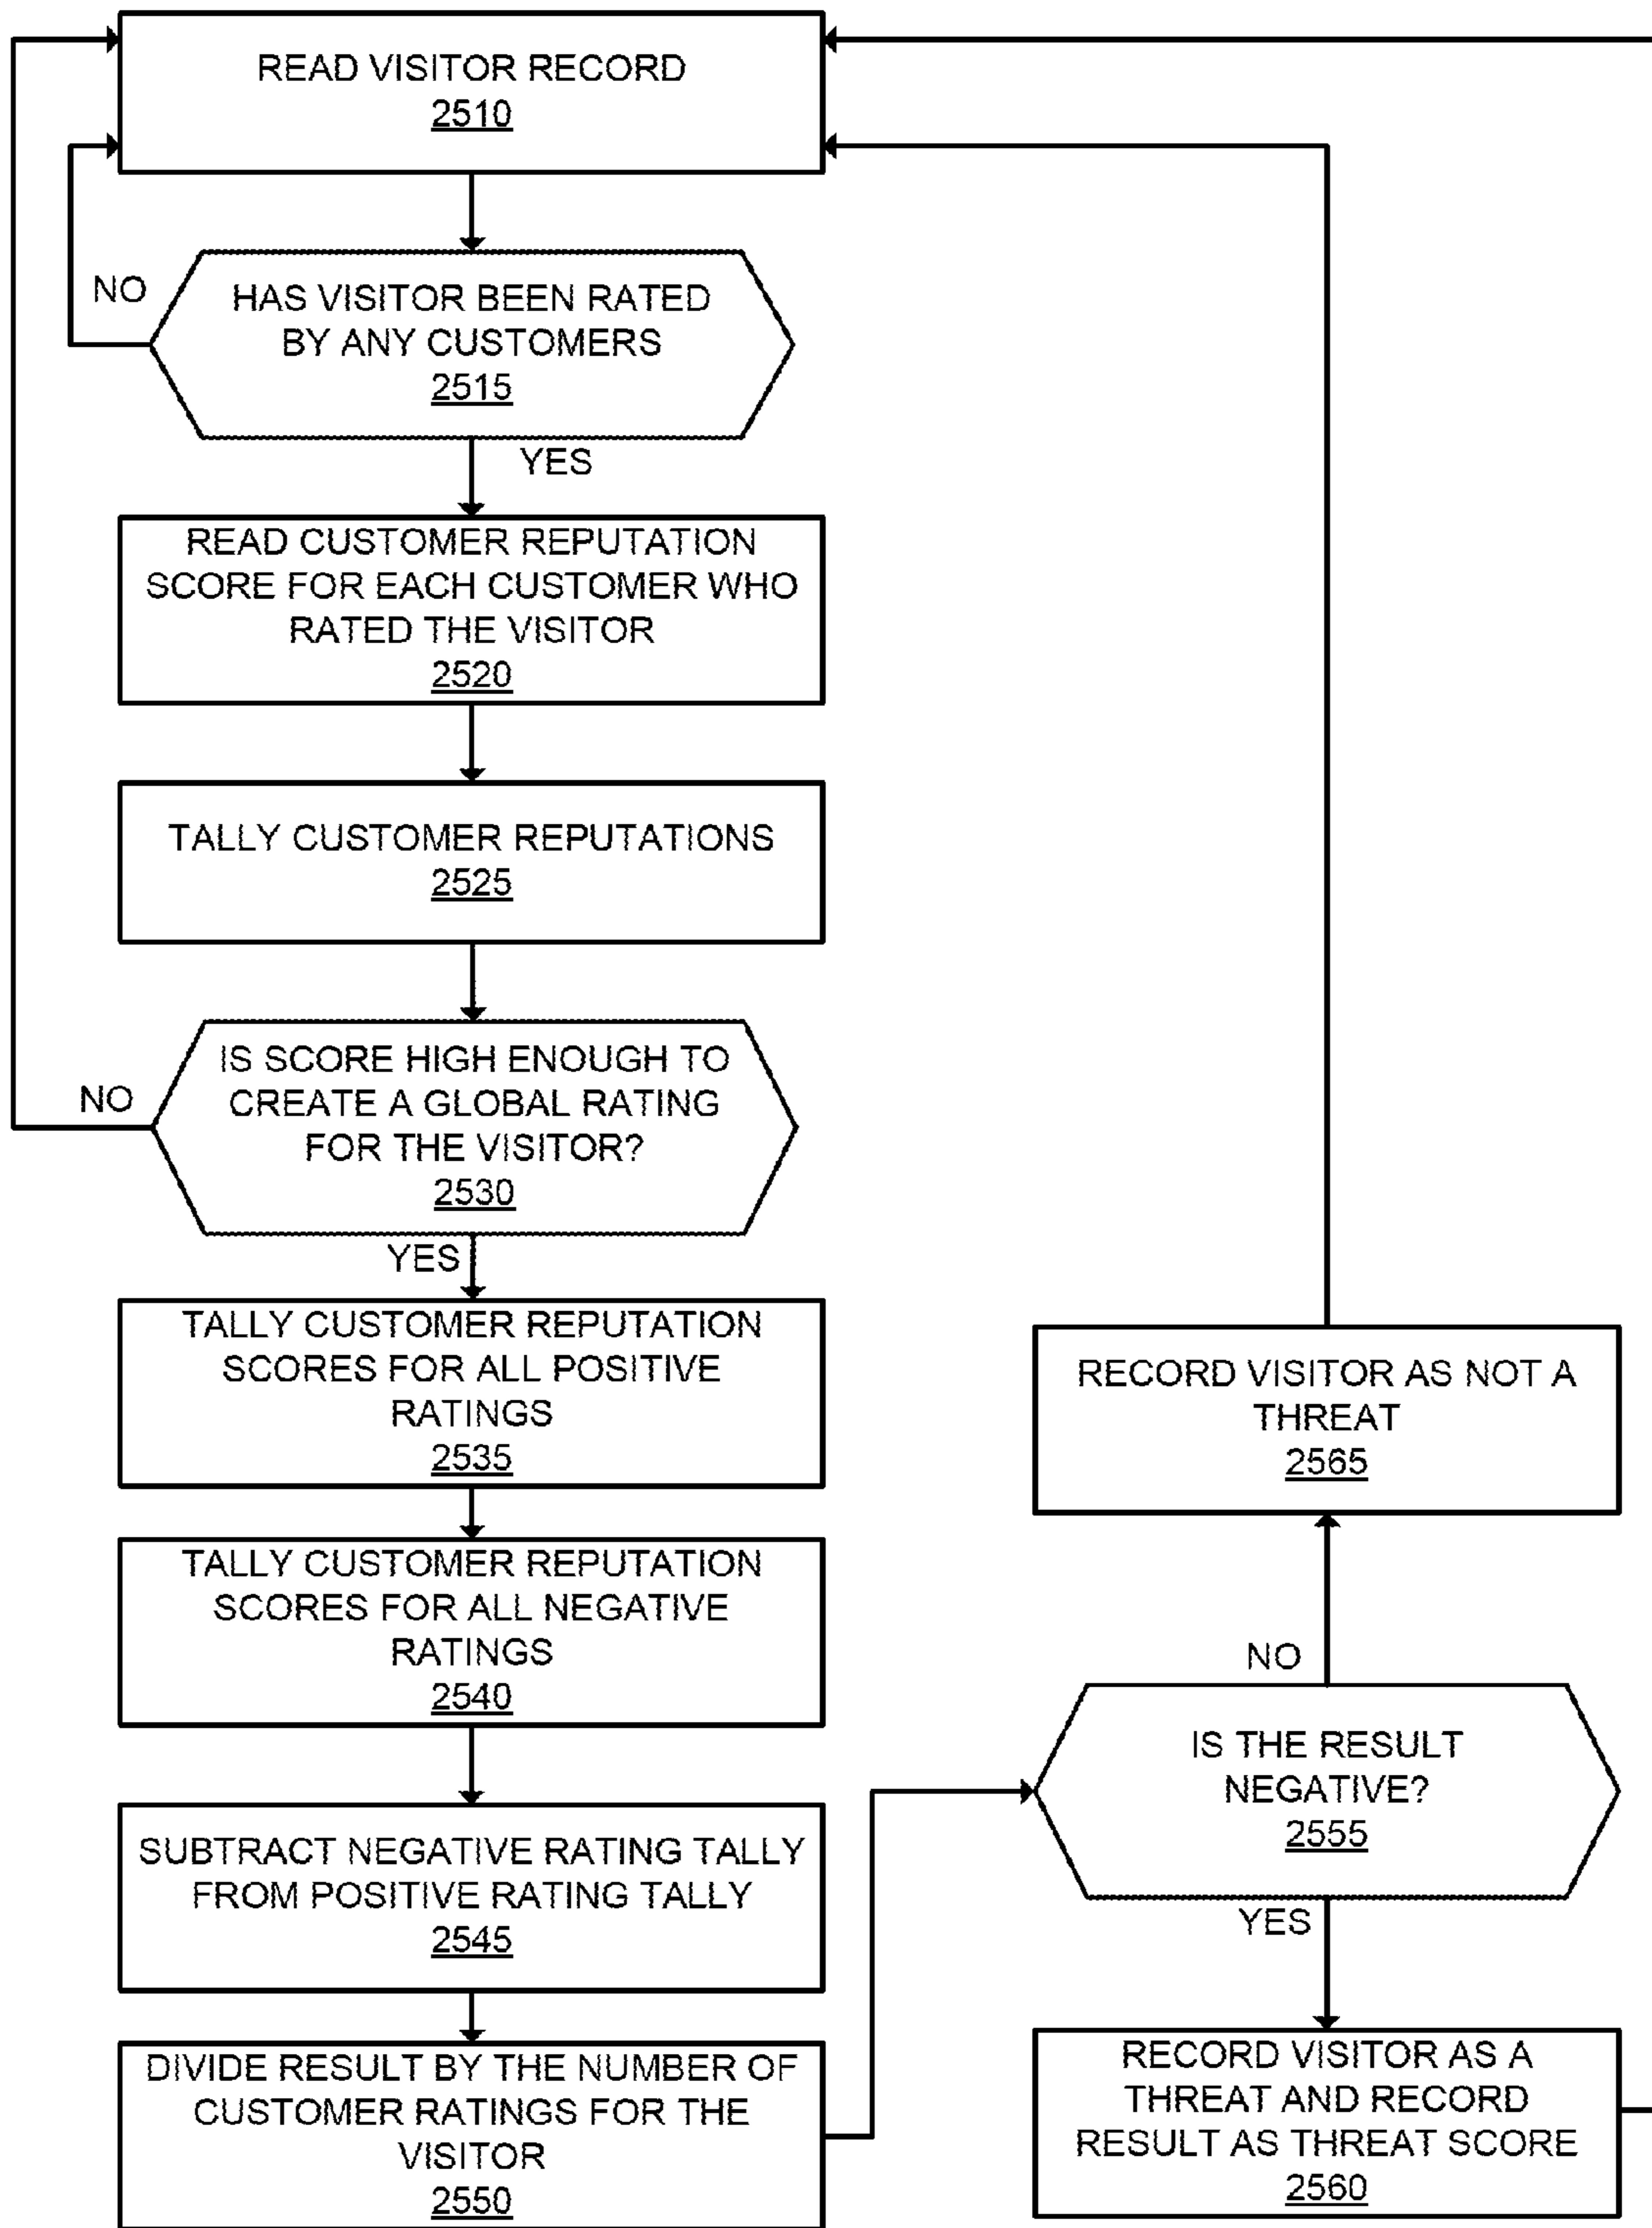 READ VISITOR RECORD
2510
NO
HAS VISITOR BEEN RATED
BY ANY CUSTOMERS
2515
YES
READ CUSTOMER REPUTATION
SCORE FOR EACH CUSTOMER WHO
RATED THE VISITOR
2520
TALLY CUSTOMER REPUTATIONS
2525
NO
IS SCORE HIGH ENOUGH TO
CREATE A GLOBAL RATING
FOR THE VISITOR?
2530
YES
TALLY CUSTOMER REPUTATION
SCORES FOR ALL POSITIVE
RATINGS
2535
TALLY CUSTOMER REPUTATION
SCORES FOR ALL NEGATIVE
RATINGS
2540
SUBTRACT NEGATIVE RATING TALLY
FROM POSITIVE RATING TALLY
2545
DIVIDE RESULT BY THE NUMBER OF
CUSTOMER RATINGS FOR THE
VISITOR
2550
RECORD VISITOR AS NOT A
THREAT
2565
NO
IS THE RESULT
NEGATIVE?
2555
YES
RECORD VISITOR AS A
THREAT AND RECORD
RESULT AS THREAT SCORE
2560